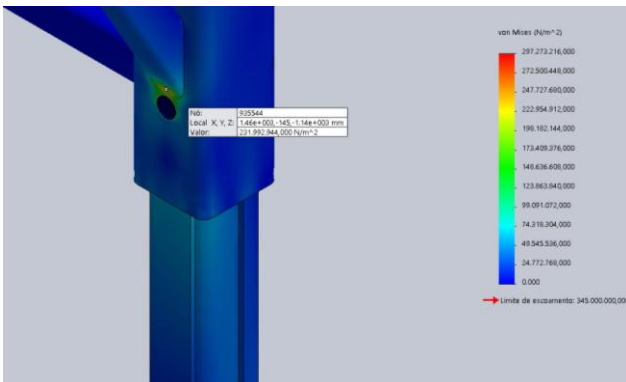 von Mises (N/m^2)
297.273.216,000
272.500.448,000
247.727.680,000
222.954.912,000
198.182.144,000
173.409.376,000
148.636.608,000
123.863.840,000
99.091.072,000
74.318.304,000
49.545.536,000
24.772.768,000
0.000
Limite de escoamento: 345.000.000,00
Nó: 935544
Local X, Y, Z: 1.46e+003,-145,-1.14e+003 mm
Valor: 231.992.944,000 N/m^2